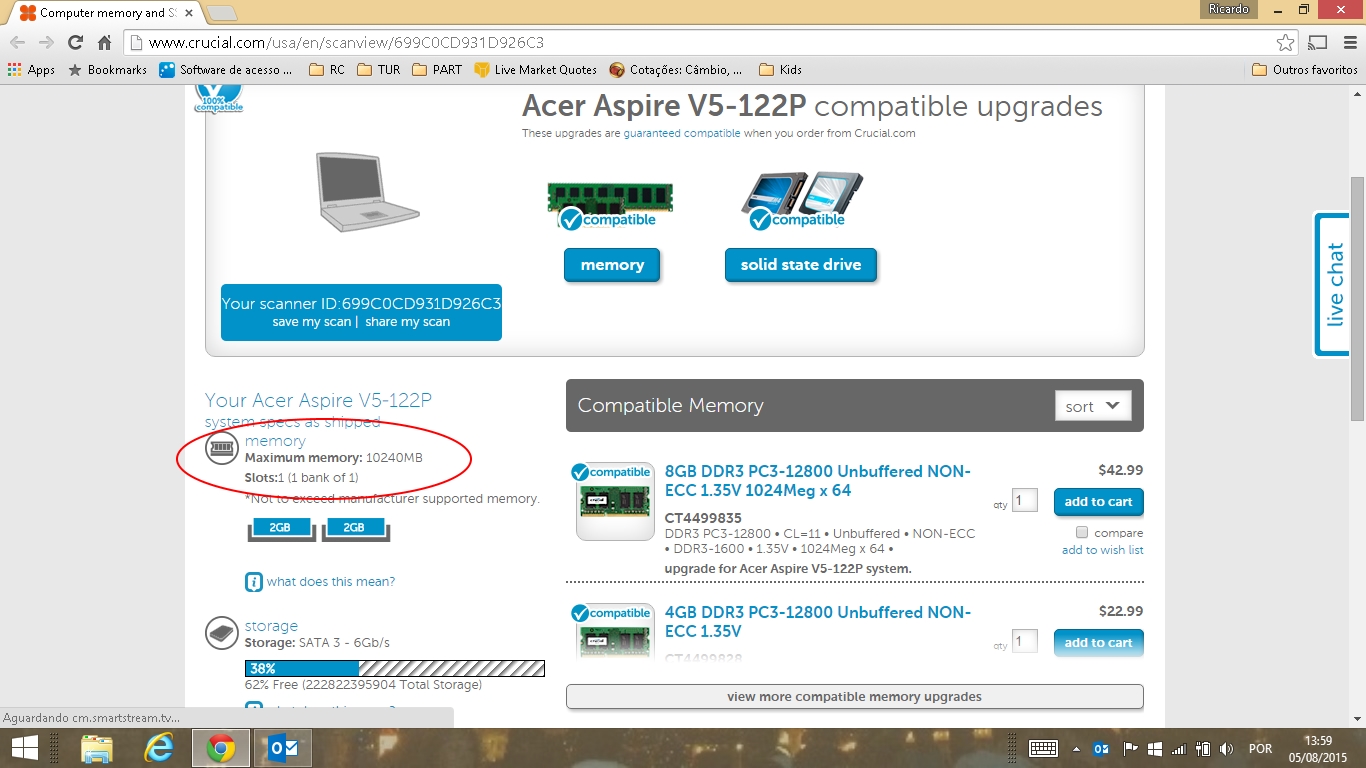 Computer memory and SS
Ricardo
www.crucial.com/usa/en/scanview/699C0CD931D926C3
Apps Bookmarks Software de acesso ... RC TUR PART Live Market Quotes Cotações: Câmbio, ... Kids Outros favoritos
100%
compatible
Acer Aspire V5-122P compatible upgrades
These upgrades are guaranteed compatible when you order from Crucial.com
compatible
compatible
memory
solid state drive
Your scanner ID:699C0CD931D926C3
save my scan | share my scan
live chat
Your Acer Aspire V5-122P
system specs as shipped
memory
Maximum memory: 10240MB
Slots:1 (1 bank of 1)
*Not to exceed manufacturer supported memory.
2GB 2GB
what does this mean?
storage
Storage: SATA 3 - 6Gb/s
38%
62% Free (222822395904 Total Storage)
Compatible Memory
sort
compatible
8GB DDR3 PC3-12800 Unbuffered NON-
ECC 1.35V 1024Meg x 64
CT4499835
DDR3 PC3-12800 • CL=11 • Unbuffered • NON-ECC
• DDR3-1600 • 1.35V • 1024Meg x 64 •
upgrade for Acer Aspire V5-122P system.
$42.99
qty 1 add to cart
compare
add to wish list
compatible
4GB DDR3 PC3-12800 Unbuffered NON-
ECC 1.35V
CT4499828
$22.99
qty 1 add to cart
view more compatible memory upgrades
Aguardando cm.smartstream.tv...
POR
13:59
05/08/2015